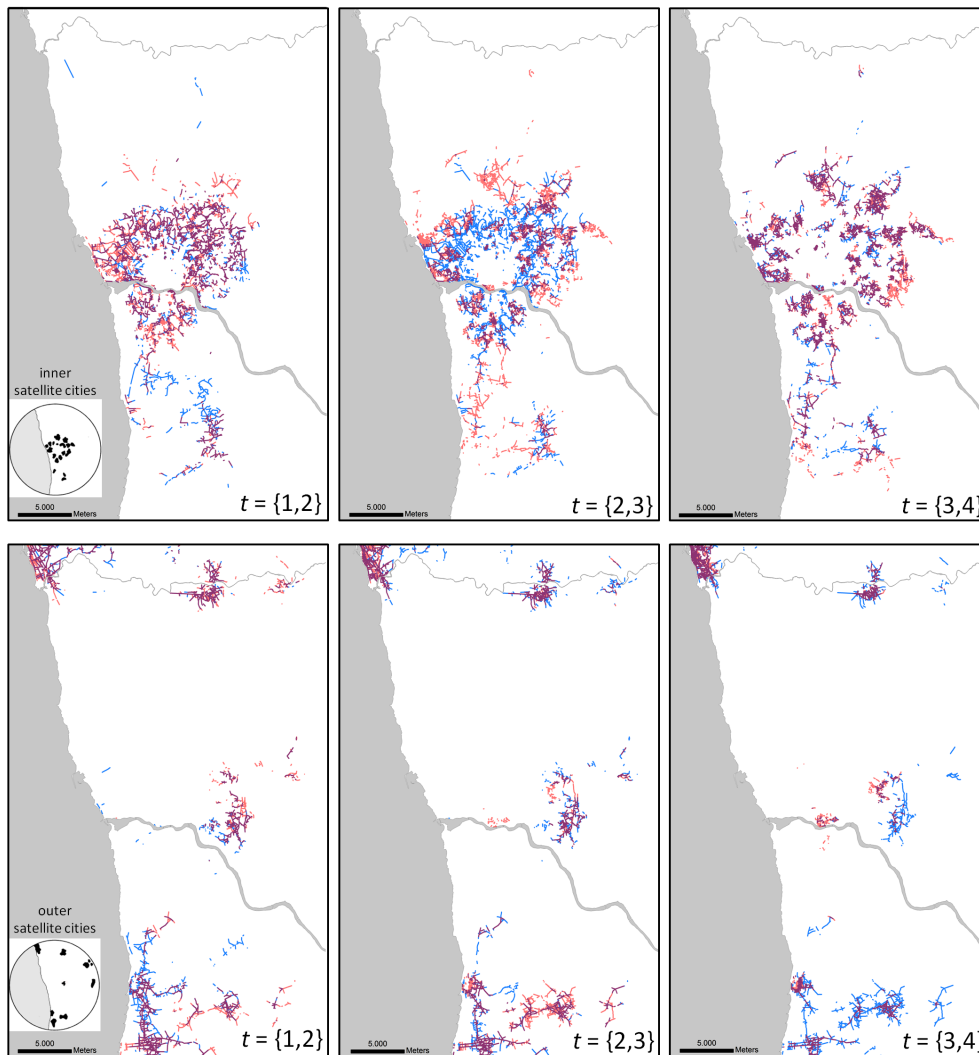 inner
satellite cities
5.000
Meters
t = {1,2}
5.000
Meters
t = {2,3}
5.000
Meters
t = {3,4}
outer
satellite cities
5.000
Meters
t = {1,2}
5.000
Meters
t = {2,3}
5.000
Meters
t = {3,4}